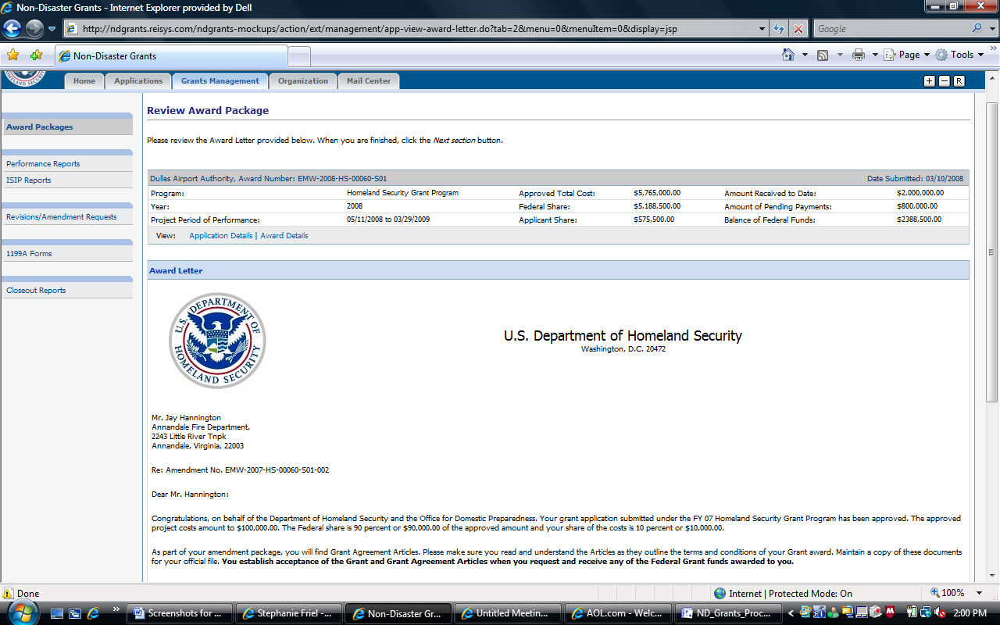 Non-Disaster Grants - Internet Explorer provided by Dell
http://ndgrants.reisys.com/ndgrants-mockups/action/ext/management/app-view-award-letter.do?tab=2&menu=0&menuItem=0&display=jsp
Google
Non-Disaster Grants
Page Tools
HOMELAND SECURITY
Home Applications Grants Management Organization Mail Center
+ − R
Award Packages
Performance Reports
ISIP Reports
Revisions/Amendment Requests
1199A Forms
Closeout Reports
Review Award Package
Please review the Award Letter provided below. When you are finished, click the Next section button.
Dulles Airport Authority, Award Number: EMW-2008-HS-00060-S01 Date Submitted: 03/10/2008
Program: Homeland Security Grant Program Approved Total Cost: $5,765,000.00 Amount Received to Date: $2,000,000.00
Year: 2008 Federal Share: $5,188,500.00 Amount of Pending Payments: $800,000.00
Project Period of Performance: 05/11/2008 to 03/29/2009 Applicant Share: $575,500.00 Balance of Federal Funds: $2388,500.00
View: Application Details | Award Details
Award Letter
U.S. DEPARTMENT OF HOMELAND SECURITY
U.S. Department of Homeland Security
Washington, D.C. 20472
Mr. Jay Hannington
Annandale Fire Department.
2243 Little River Tnpk
Annandale, Virginia, 22003
Re: Amendment No. EMW-2007-HS-00060-S01-002
Dear Mr. Hannington:
Congratulations, on behalf of the Department of Homeland Security and the Office for Domestic Preparedness. Your grant application submitted under the FY 07 Homeland Security Grant Program has been approved. The approved
project costs amount to $100,000.00. The Federal share is 90 percent or $90,000.00 of the approved amount and your share of the costs is 10 percent or $10,000.00.
As part of your amendment package, you will find Grant Agreement Articles. Please make sure you read and understand the Articles as they outline the terms and conditions of your Grant award. Maintain a copy of these documents
for your official file. You establish acceptance of the Grant and Grant Agreement Articles when you request and receive any of the Federal Grant funds awarded to you.
Done
Internet | Protected Mode: On
100%
Screenshots for ... Stephanie Friel -... Non-Disaster Gr... Untitled Meetin... AOL.com - Welc... ND_Grants_Proc...
2:00 PM